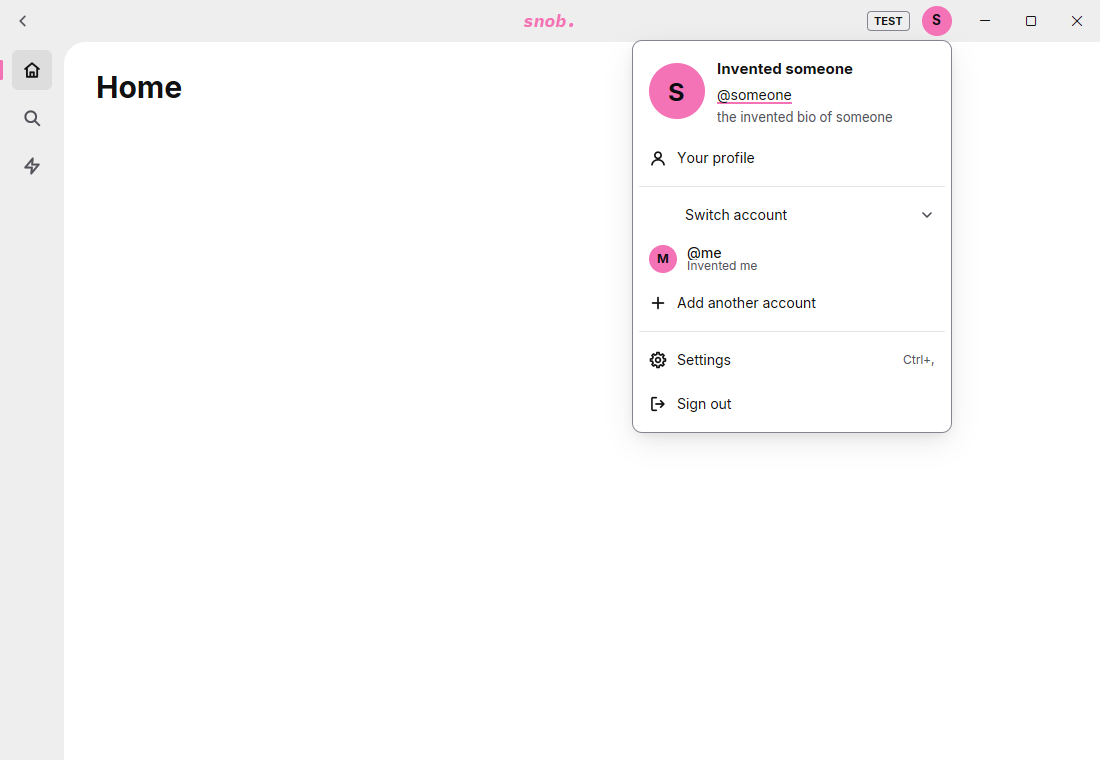 snob.
TEST
S
Home
S
Invented someone
@someone
the invented bio of someone
Your profile
Switch account
M
@me
Invented me
Add another account
Settings
Ctrl+,
Sign out